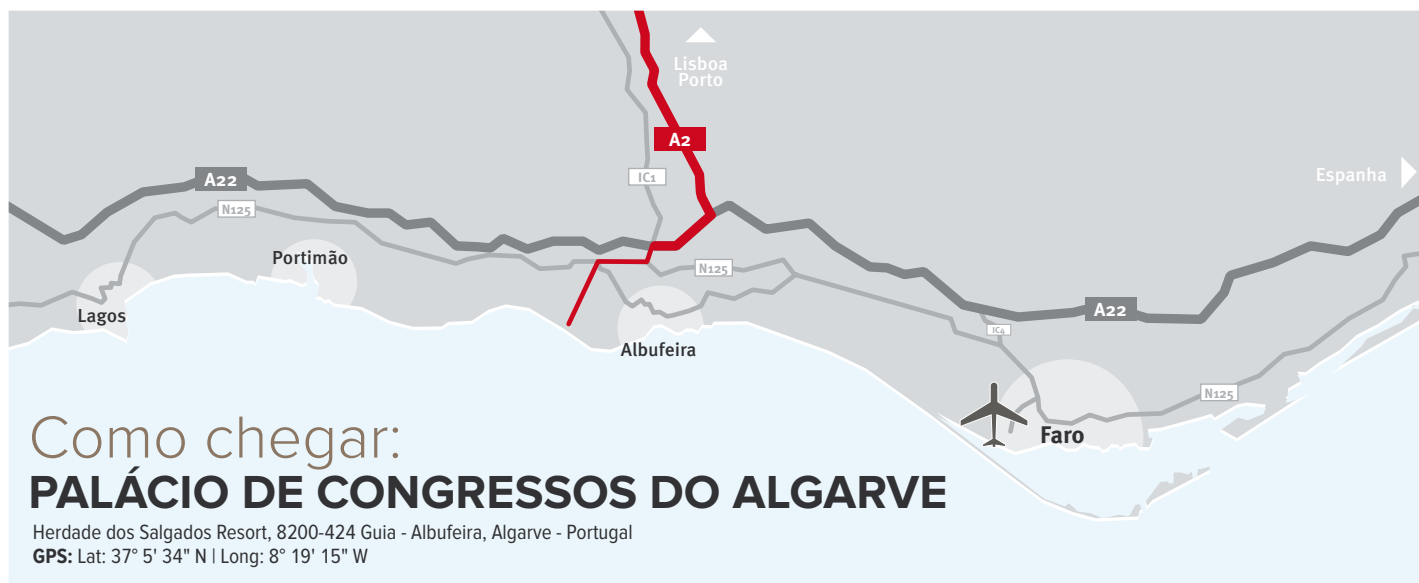 Lisboa
Porto
A2
IC1
Espanha
A22
N125
Portimão
N125
Lagos
A22
IC4
Albufeira
N125
Faro
Como chegar:
PALÁCIO DE CONGRESSOS DO ALGARVE
Herdade dos Salgados Resort, 8200-424 Guia - Albufeira, Algarve - Portugal
GPS: Lat: 37° 5' 34" N | Long: 8° 19' 15" W